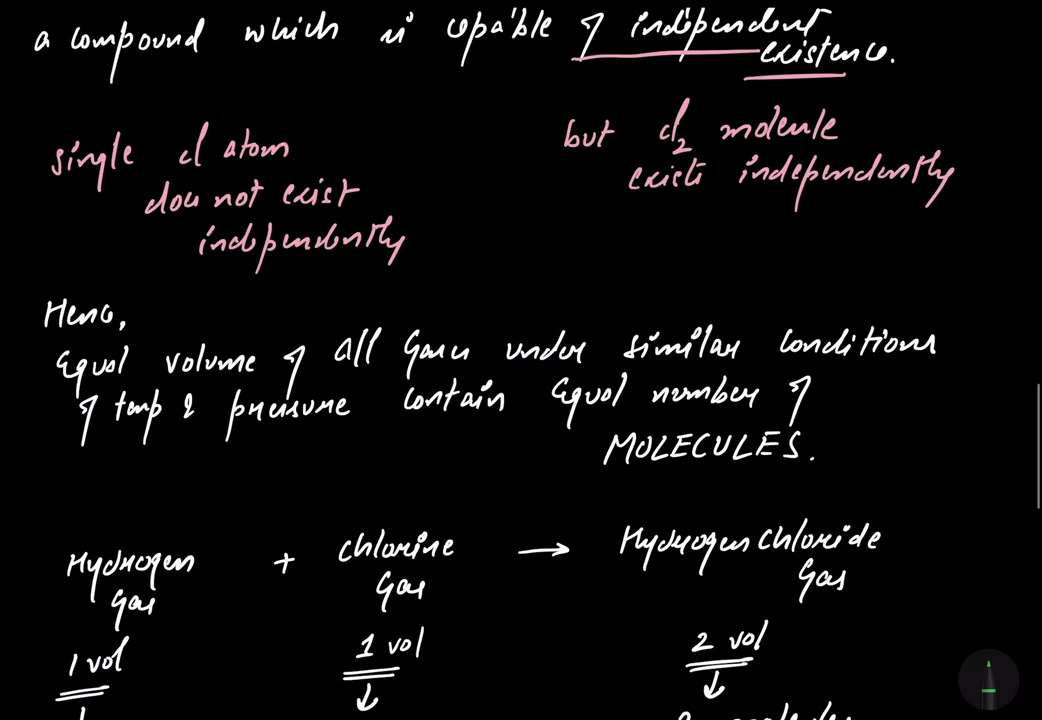 a compound which is capable of independent
existence.
single cl atom
does not exist
independently
but cl2 molecule
exists independently
Hence,
Equal volume of all Gases under similar conditions
of temp & pressure contain Equal number of
MOLECULES.
Hydrogen Gas + Chlorine Gas → Hydrogen Chloride Gas
1 vol 1 vol 2 vol
↓ ↓ ↓